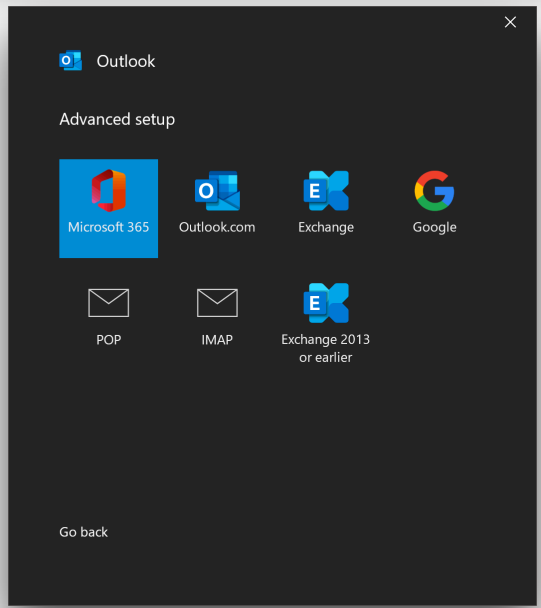 Outlook
Advanced setup
Microsoft 365
Outlook.com
Exchange
Google
POP
IMAP
Exchange 2013
or earlier
Go back